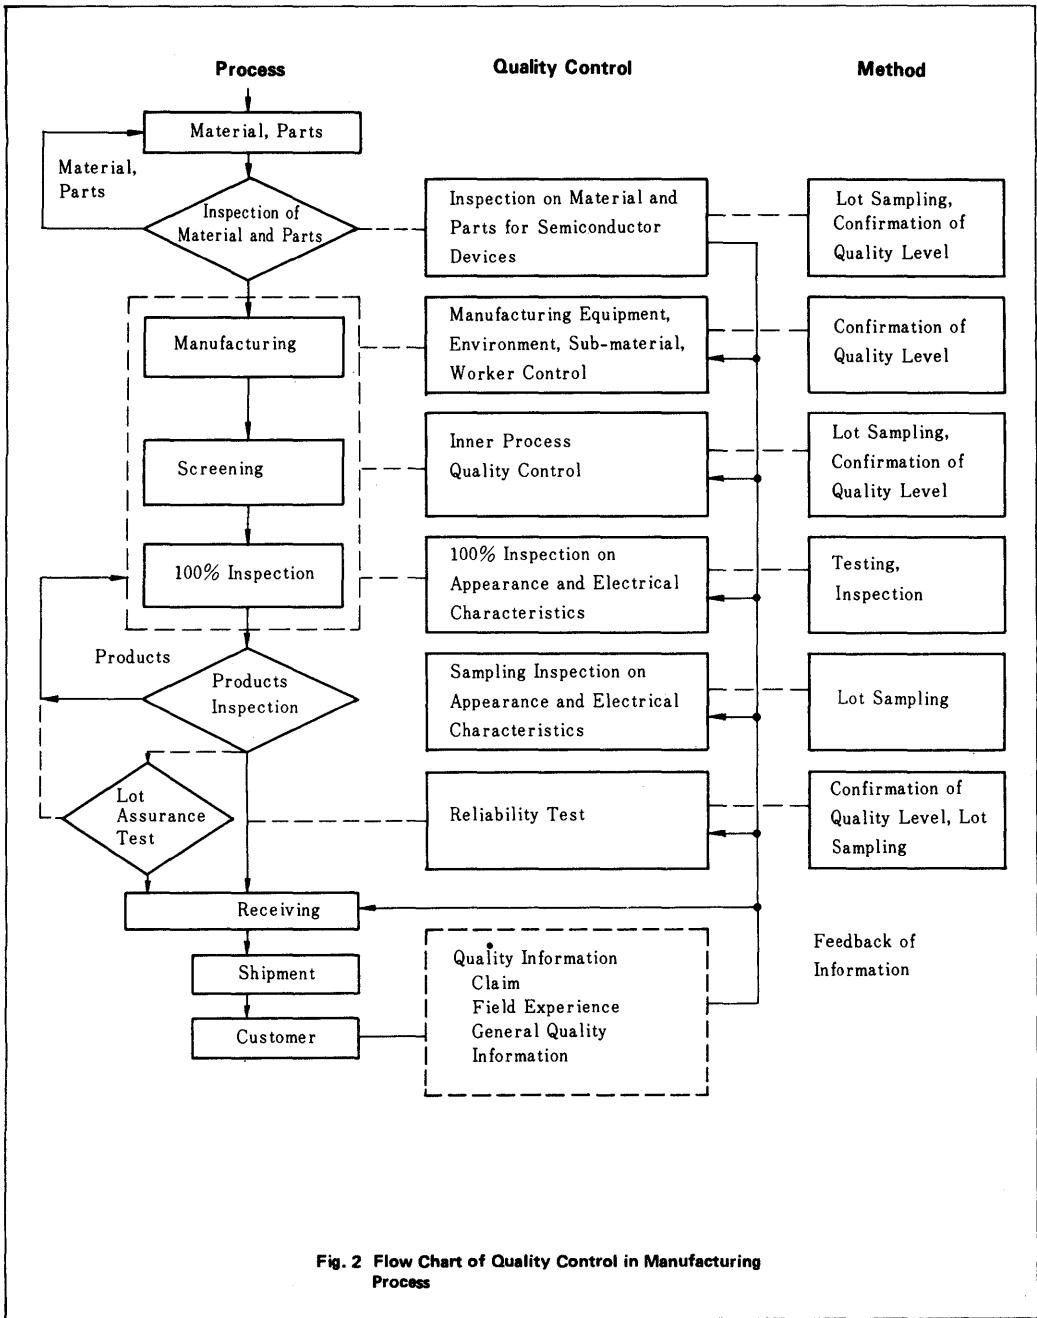 Process
Quality Control
Method
Material, Parts
Material,
Parts
Inspection of
Material and Parts
Inspection on Material and
Parts for Semiconductor
Devices
Lot Sampling,
Confirmation of
Quality Level
Manufacturing
Manufacturing Equipment,
Environment, Sub-material,
Worker Control
Confirmation of
Quality Level
Screening
Inner Process
Quality Control
Lot Sampling,
Confirmation of
Quality Level
100% Inspection
100% Inspection on
Appearance and Electrical
Characteristics
Testing,
Inspection
Products
Products
Inspection
Sampling Inspection on
Appearance and Electrical
Characteristics
Lot Sampling
Lot
Assurance
Test
Reliability Test
Confirmation of
Quality Level, Lot
Sampling
Receiving
Shipment
Customer
Quality Information
Claim
Field Experience
General Quality
Information
Feedback of
Information
Fig. 2 Flow Chart of Quality Control in Manufacturing
Process